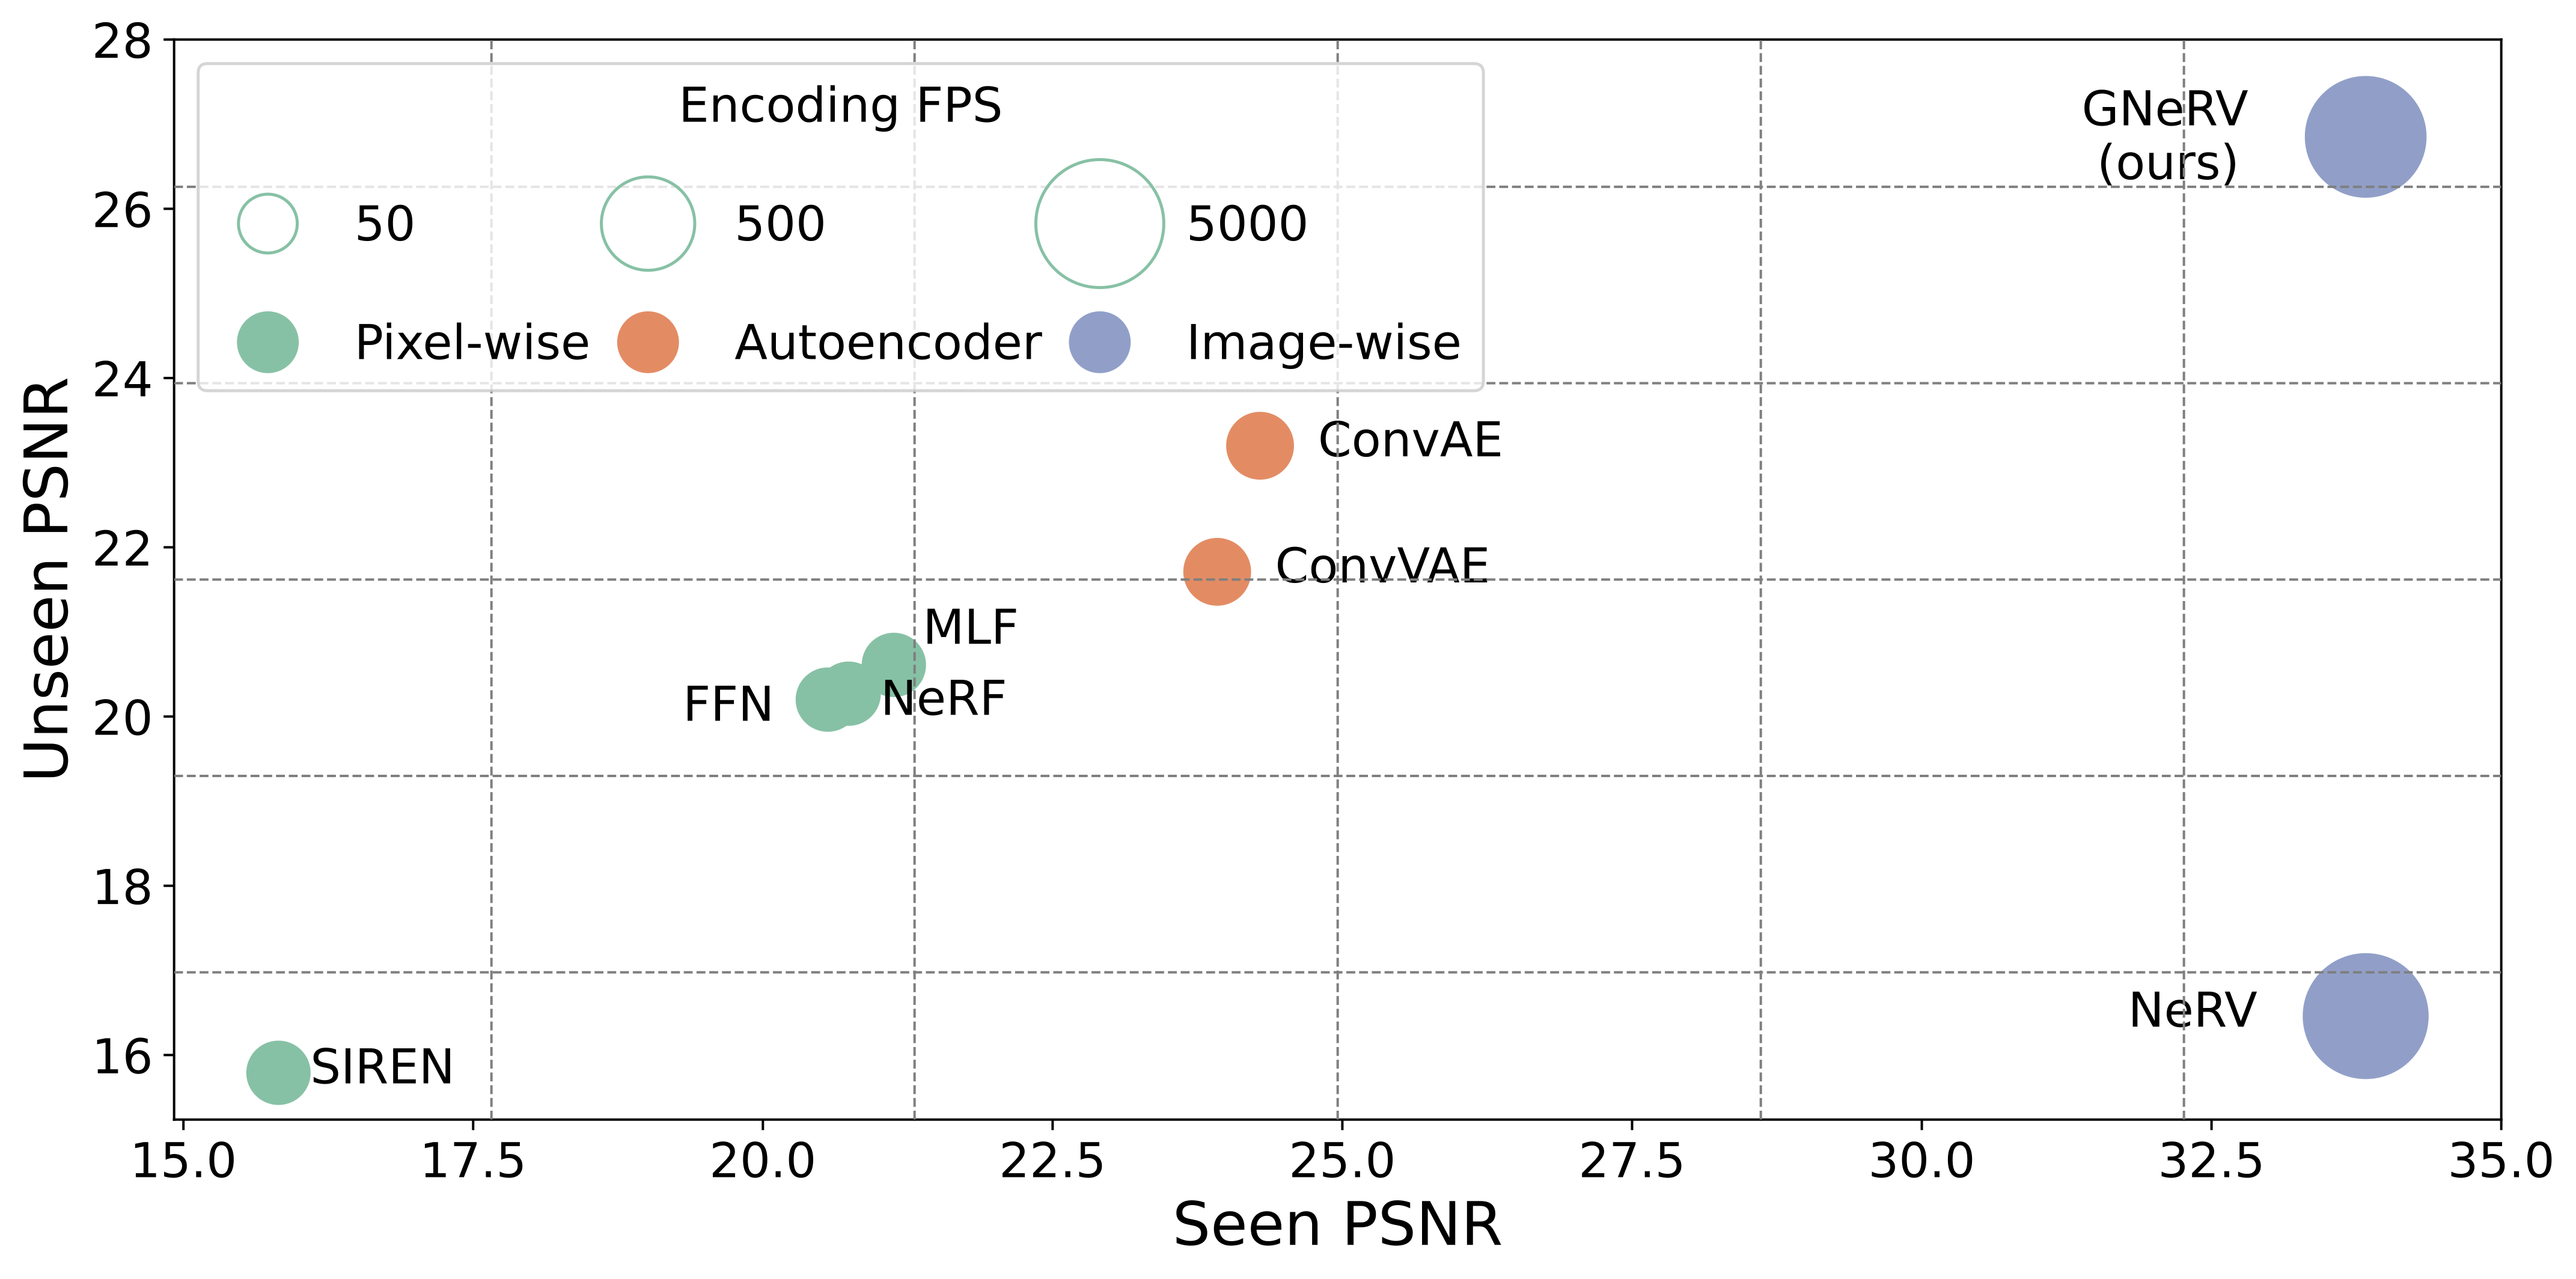 28
26
24
22
20
18
16
Unseen PSNR
Encoding FPS
50 500 5000
Pixel-wise Autoencoder Image-wise
GNeRV
(ours)
ConvAE
ConvVAE
MLF
FFN NeRF
NeRV
SIREN
15.0 17.5 20.0 22.5 25.0 27.5 30.0 32.5 35.0
Seen PSNR